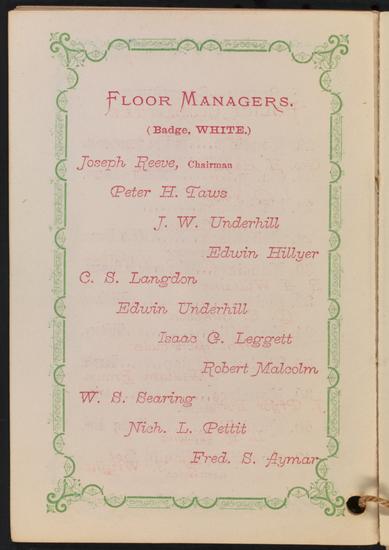 FLOOR MANAGERS.
(Badge, WHITE.)
Joseph Reeve, Chairman
Peter H. Taws
J. W. Underhill
Edwin Hillyer
C. S. Langdon
Edwin Underhill
Isaac G. Leggett
Robert Malcolm
W. S. Searing
Nich. L. Pettit
Fred. S. Aymar